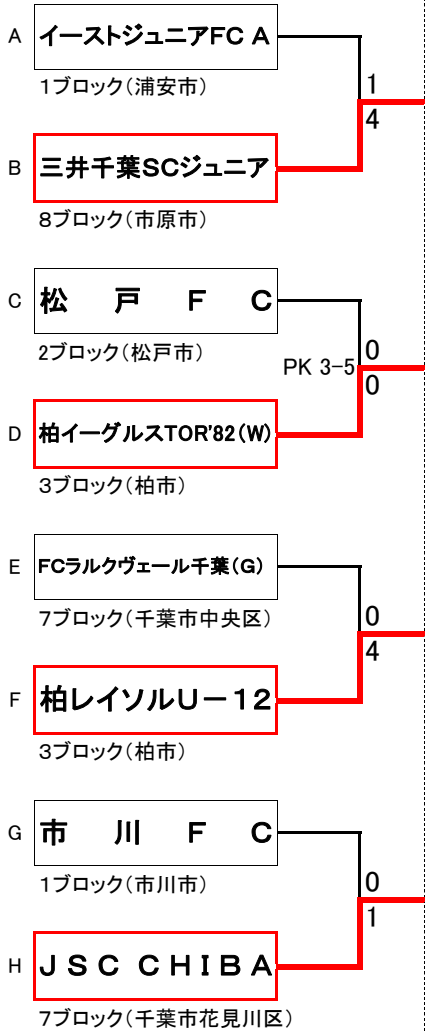 A イーストジュニアFC A
1ブロック（浦安市）
1
4
B 三井千葉SCジュニア
8ブロック（市原市）
C 松戸FC
2ブロック（松戸市）
PK 3-5
0
0
D 柏イーグルスTOR'82（W）
3ブロック（柏市）
E FCラルクヴェール千葉（G）
7ブロック（千葉市中央区）
0
4
F 柏レイソルU－12
3ブロック（柏市）
G 市川FC
1ブロック（市川市）
0
1
H JSC CHIBA
7ブロック（千葉市花見川区）